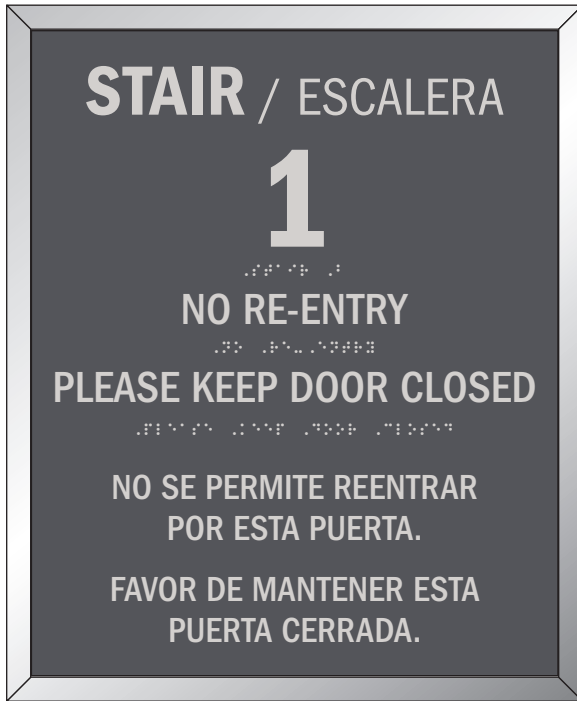 STAIR / ESCALERA
1
NO RE-ENTRY
PLEASE KEEP DOOR CLOSED
NO SE PERMITE REENTRAR
POR ESTA PUERTA.
FAVOR DE MANTENER ESTA
PUERTA CERRADA.